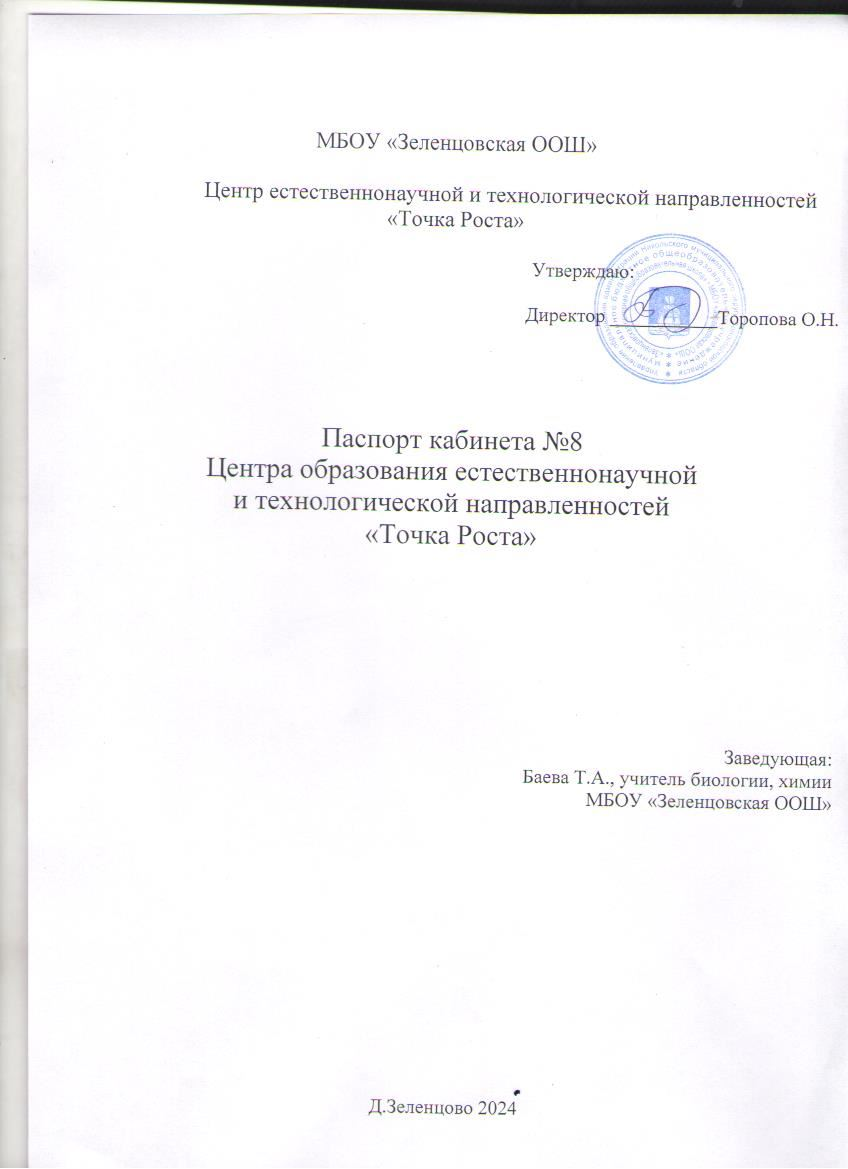 МБОУ «Зеленцовская ООШ»
Центр естественнонаучной и технологической направленностей
«Точка Роста»
Утверждаю:
Директор ___________Торопова О.Н.
Паспорт кабинета №8
Центра образования естественнонаучной
и технологической направленностей
«Точка Роста»
Заведующая:
Баева Т.А., учитель биологии, химии
МБОУ «Зеленцовская ООШ»
Д.Зеленцово 2024